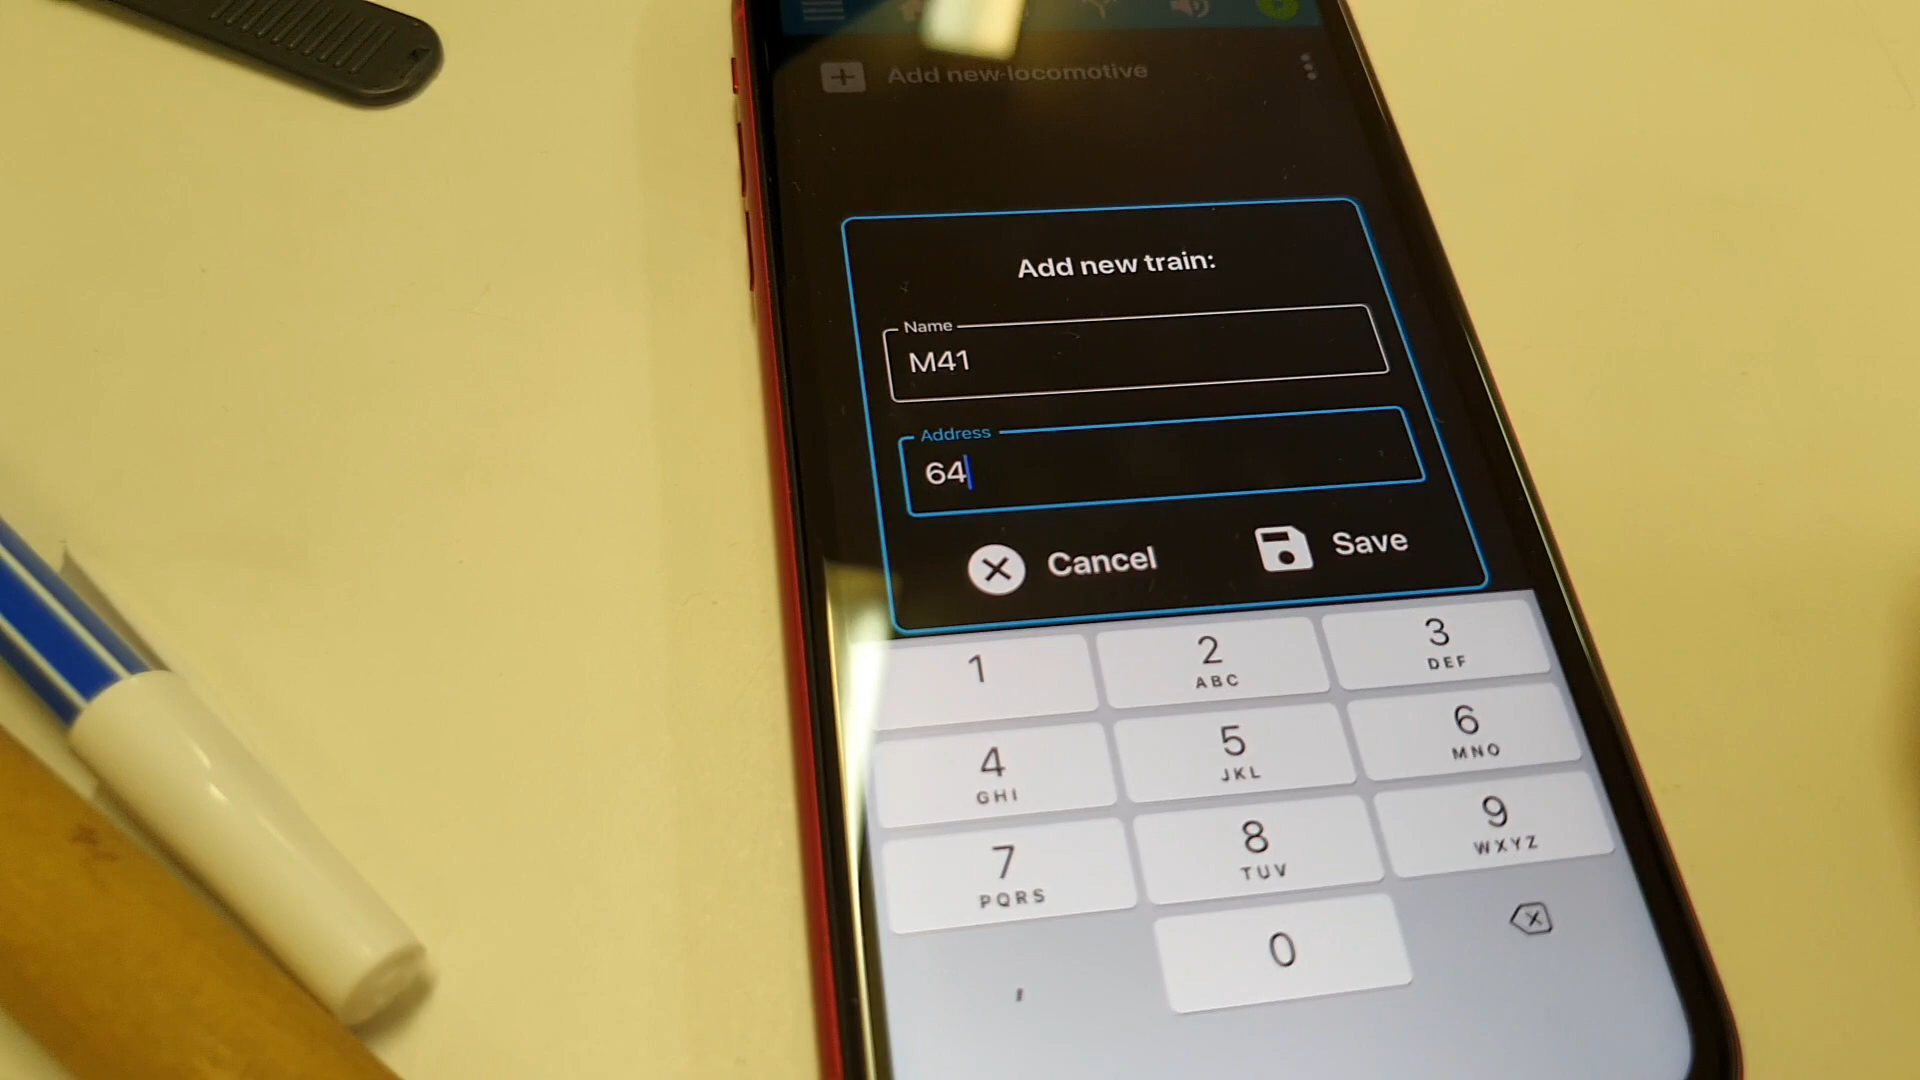 Add new locomotive
Add new train:
Name
M41
Address
64
Cancel Save
1 2 3
ABC DEF
4 5 6
GHI JKL MNO
7 8 9
PQRS TUV WXYZ
, 0